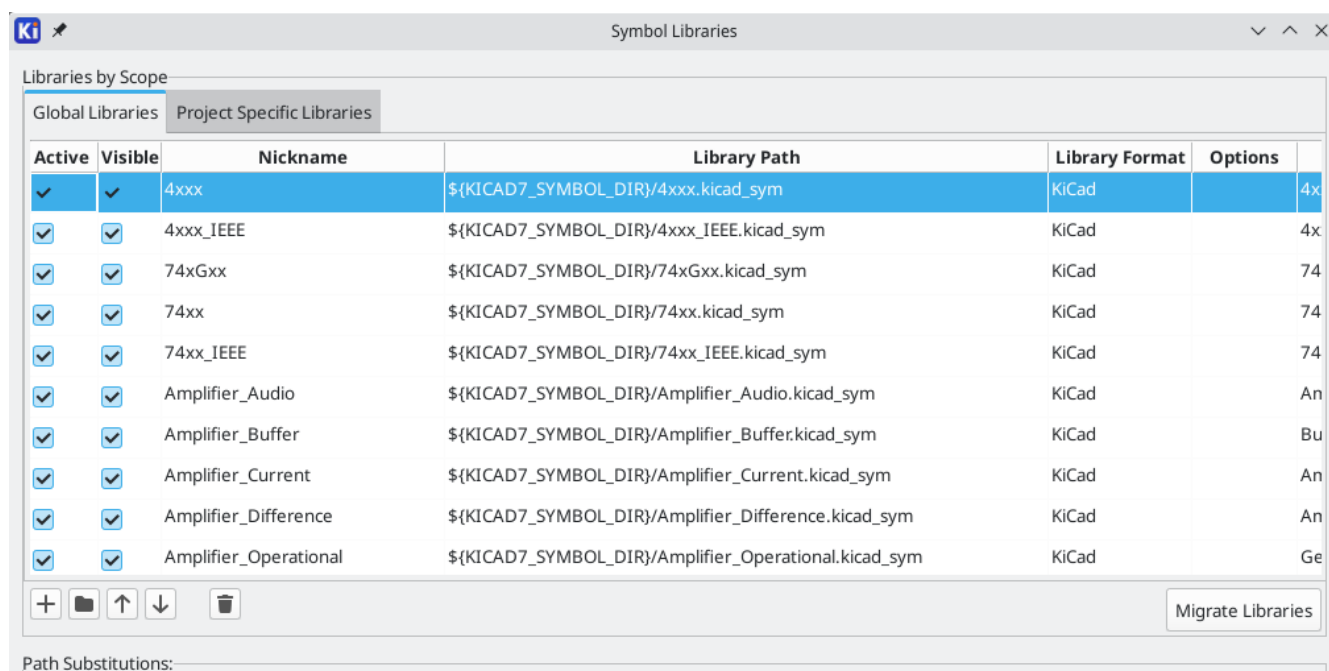 Ki Symbol Libraries
Libraries by Scope
Global Libraries Project Specific Libraries
Active Visible Nickname Library Path Library Format Options
4xxx ${KICAD7_SYMBOL_DIR}/4xxx.kicad_sym KiCad 4x
4xxx_IEEE ${KICAD7_SYMBOL_DIR}/4xxx_IEEE.kicad_sym KiCad 4x
74xGxx ${KICAD7_SYMBOL_DIR}/74xGxx.kicad_sym KiCad 74
74xx ${KICAD7_SYMBOL_DIR}/74xx.kicad_sym KiCad 74
74xx_IEEE ${KICAD7_SYMBOL_DIR}/74xx_IEEE.kicad_sym KiCad 74
Amplifier_Audio ${KICAD7_SYMBOL_DIR}/Amplifier_Audio.kicad_sym KiCad Am
Amplifier_Buffer ${KICAD7_SYMBOL_DIR}/Amplifier_Buffer.kicad_sym KiCad Bu
Amplifier_Current ${KICAD7_SYMBOL_DIR}/Amplifier_Current.kicad_sym KiCad Am
Amplifier_Difference ${KICAD7_SYMBOL_DIR}/Amplifier_Difference.kicad_sym KiCad Am
Amplifier_Operational ${KICAD7_SYMBOL_DIR}/Amplifier_Operational.kicad_sym KiCad Ge
Migrate Libraries
Path Substitutions: